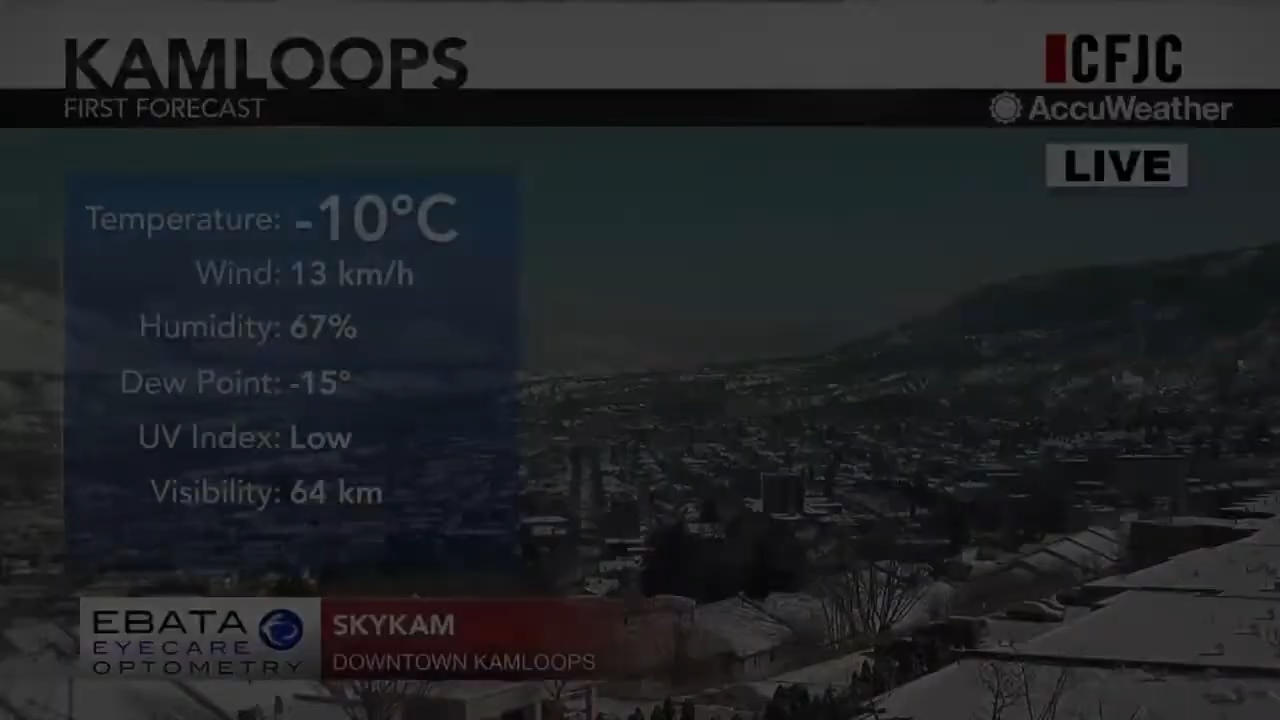 KAMLOOPS
FIRST FORECAST
CFJC
AccuWeather
LIVE
Temperature: -10°C
Wind: 13 km/h
Humidity: 67%
Dew Point: -15°
UV Index: Low
Visibility: 64 km
EBATA
EYECARE
OPTOMETRY
SKYKAM
DOWNTOWN KAMLOOPS